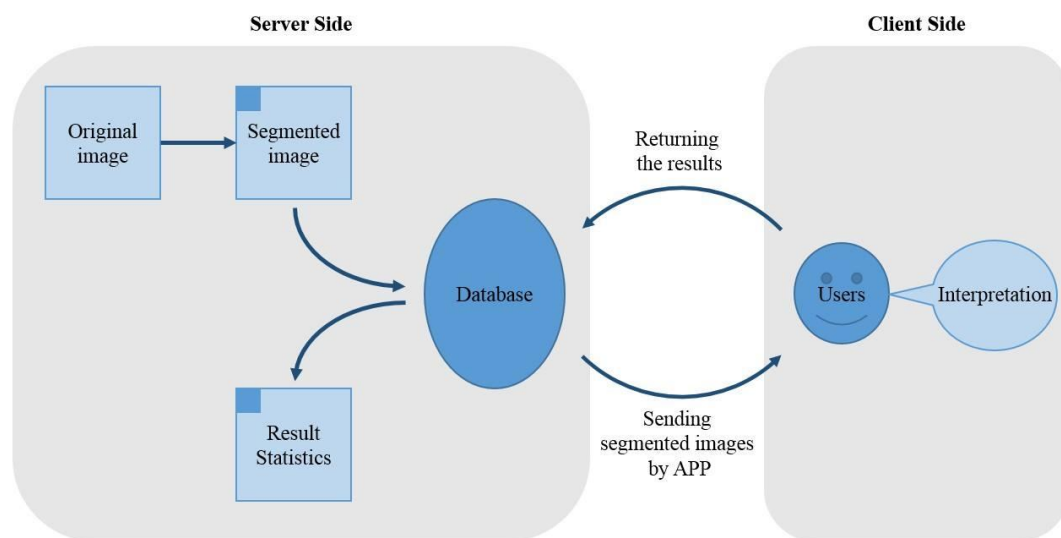 Server Side
Client Side
Original
image
Segmented
image
Returning
the results
Database
Users
Interpretation
Result
Statistics
Sending
segmented images
by APP